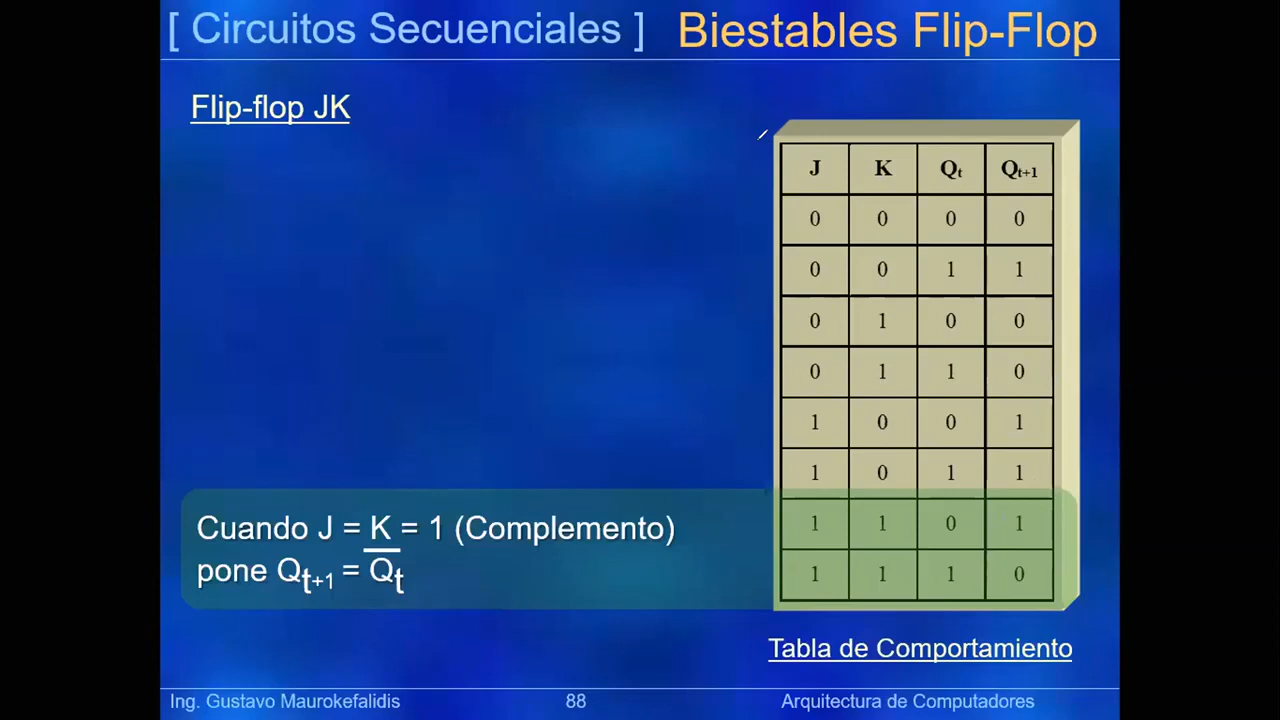 [ Circuitos Secuenciales ] Biestables Flip-Flop
Flip-flop JK
J K Qt Qt+1
0 0 0 0
0 0 1 1
0 1 0 0
0 1 1 0
1 0 0 1
1 0 1 1
1 1 0 1
1 1 1 0
Cuando J = K = 1 (Complemento)
pone Qt+1 = Q̅t
Tabla de Comportamiento
Ing. Gustavo Maurokefalidis 88 Arquitectura de Computadores